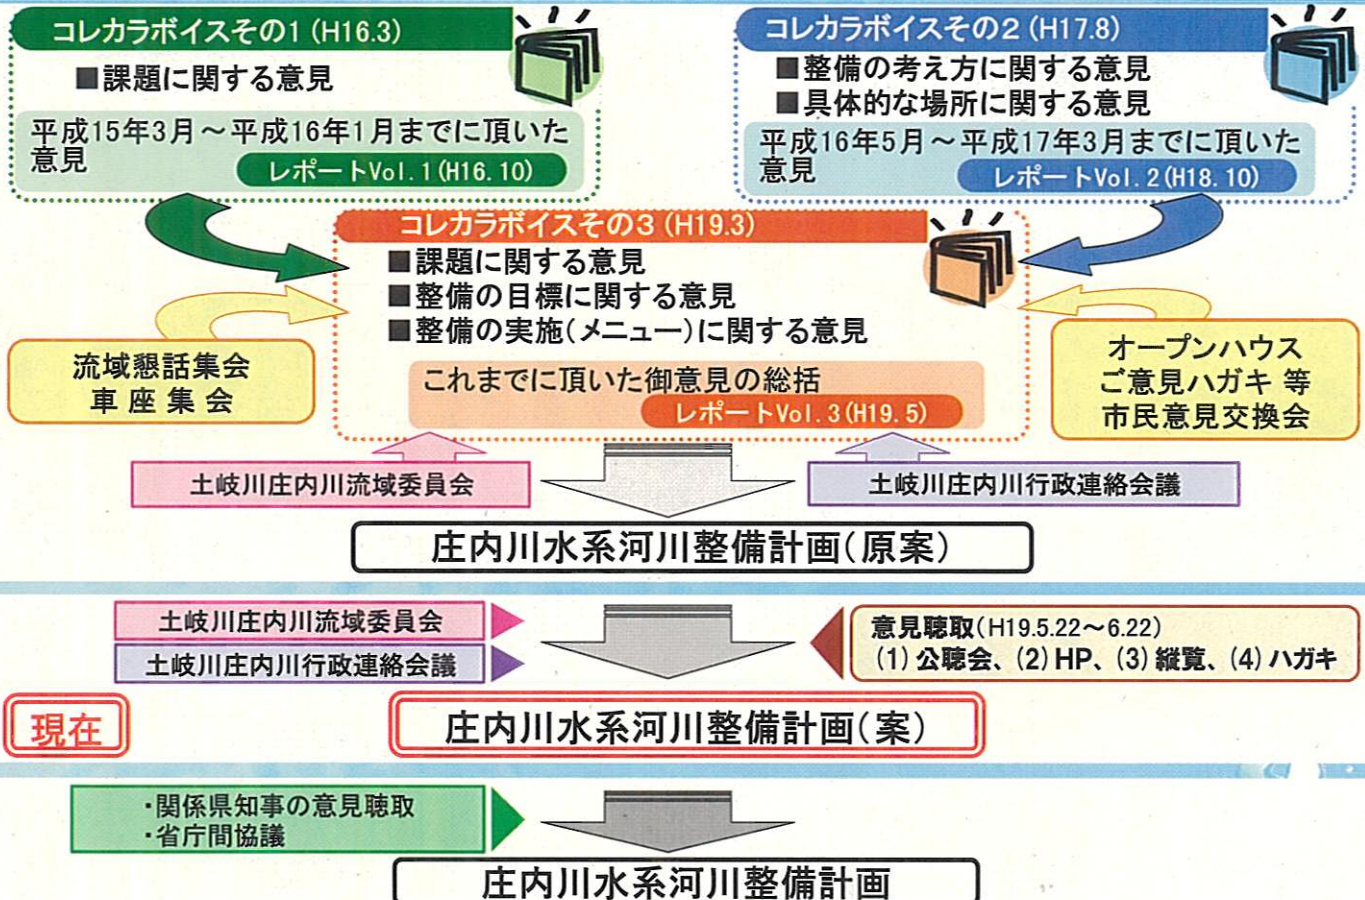 コレカラボイスその1(H16.3)
■課題に関する意見
平成15年3月～平成16年1月までに頂いた
意見
レポートVol.1(H16.10)
コレカラボイスその2(H17.8)
■整備の考え方に関する意見
■具体的な場所に関する意見
平成16年5月～平成17年3月までに頂いた
意見
レポートVol.2(H18.10)
コレカラボイスその3(H19.3)
■課題に関する意見
■整備の目標に関する意見
■整備の実施(メニュー)に関する意見
これまでに頂いた御意見の総括
レポートVol.3(H19.5)
流域懇話集会
車座集会
オープンハウス
ご意見ハガキ 等
市民意見交換会
土岐川庄内川流域委員会
土岐川庄内川行政連絡会議
庄内川水系河川整備計画(原案)
土岐川庄内川流域委員会
土岐川庄内川行政連絡会議
意見聴取(H19.5.22～6.22)
(1)公聴会、(2)HP、(3)縦覧、(4)ハガキ
現在
庄内川水系河川整備計画(案)
・関係県知事の意見聴取
・省庁間協議
庄内川水系河川整備計画